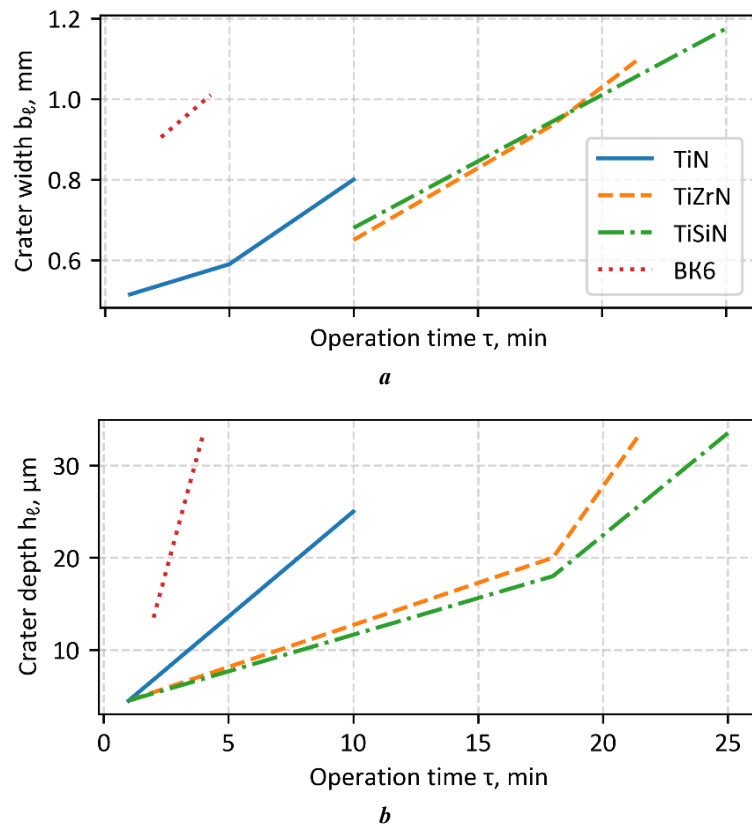 1.2
1.0
0.8
0.6
Crater width bℓ, mm
TiN
TiZrN
TiSiN
ВК6
Operation time τ, min
a
30
20
10
Crater depth hℓ, μm
0 5 10 15 20 25
Operation time τ, min
b